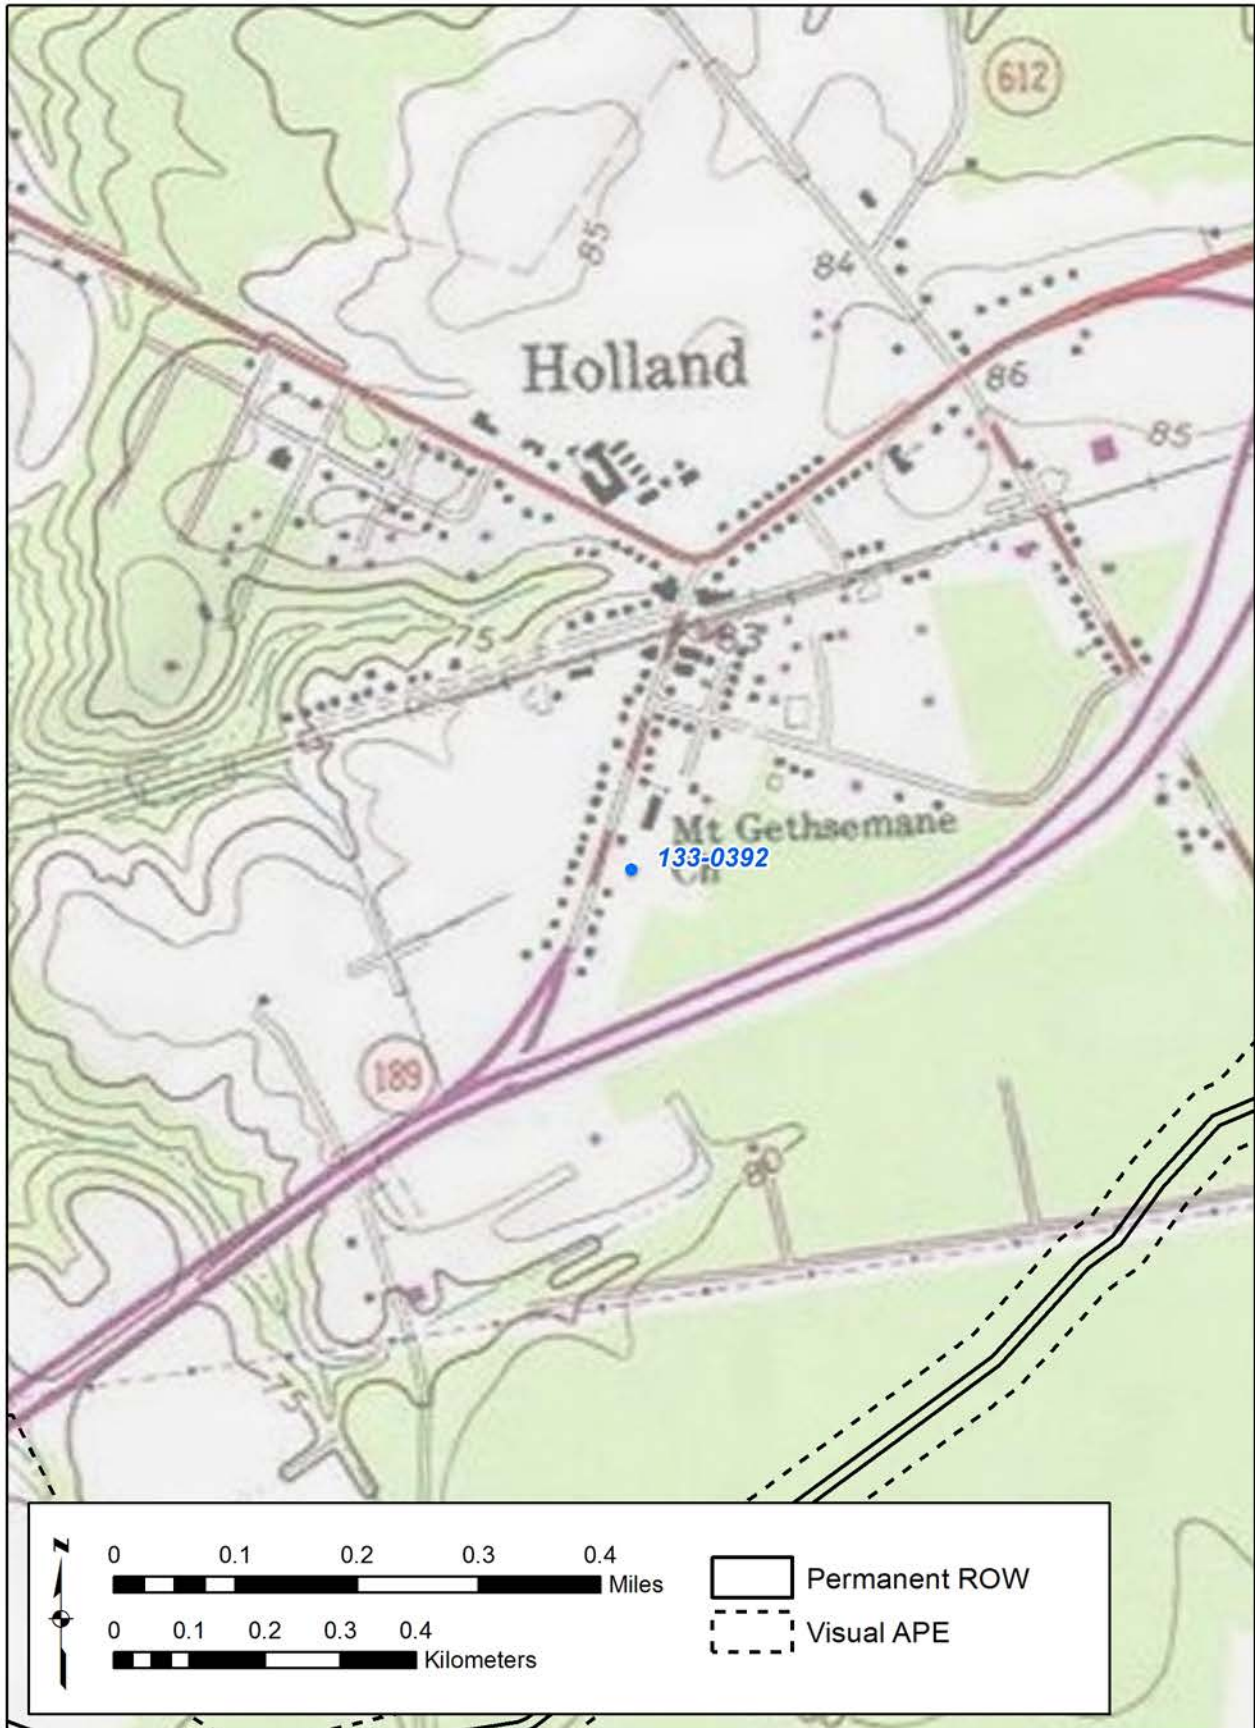 612
85
84
Holland
86
85
75
83
Mt Gethsemane
133-0392
Ch
189
80
75
N
0 0.1 0.2 0.3 0.4
Miles
0 0.1 0.2 0.3 0.4
Kilometers
Permanent ROW
Visual APE